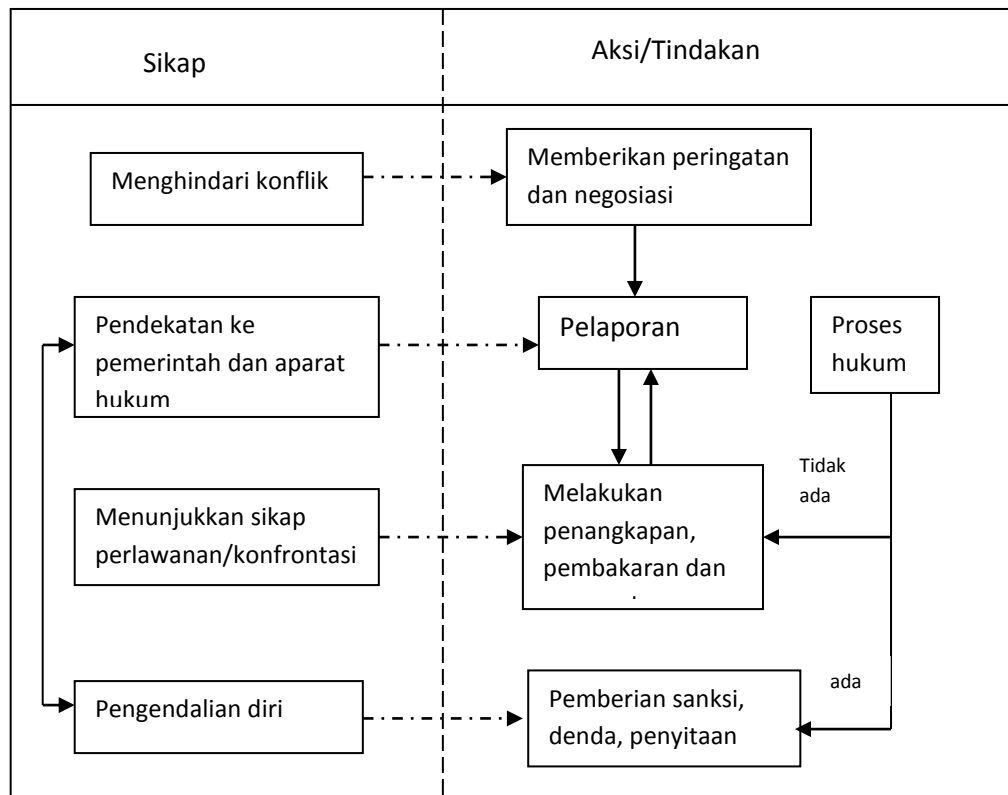 Sikap
Aksi/Tindakan
Menghindari konflik
Memberikan peringatan
dan negosiasi
Pendekatan ke
pemerintah dan aparat
hukum
Pelaporan
Proses
hukum
Tidak
ada
Menunjukkan sikap
perlawanan/konfrontasi
Melakukan
penangkapan,
pembakaran dan
ada
Pengendalian diri
Pemberian sanksi,
denda, penyitaan